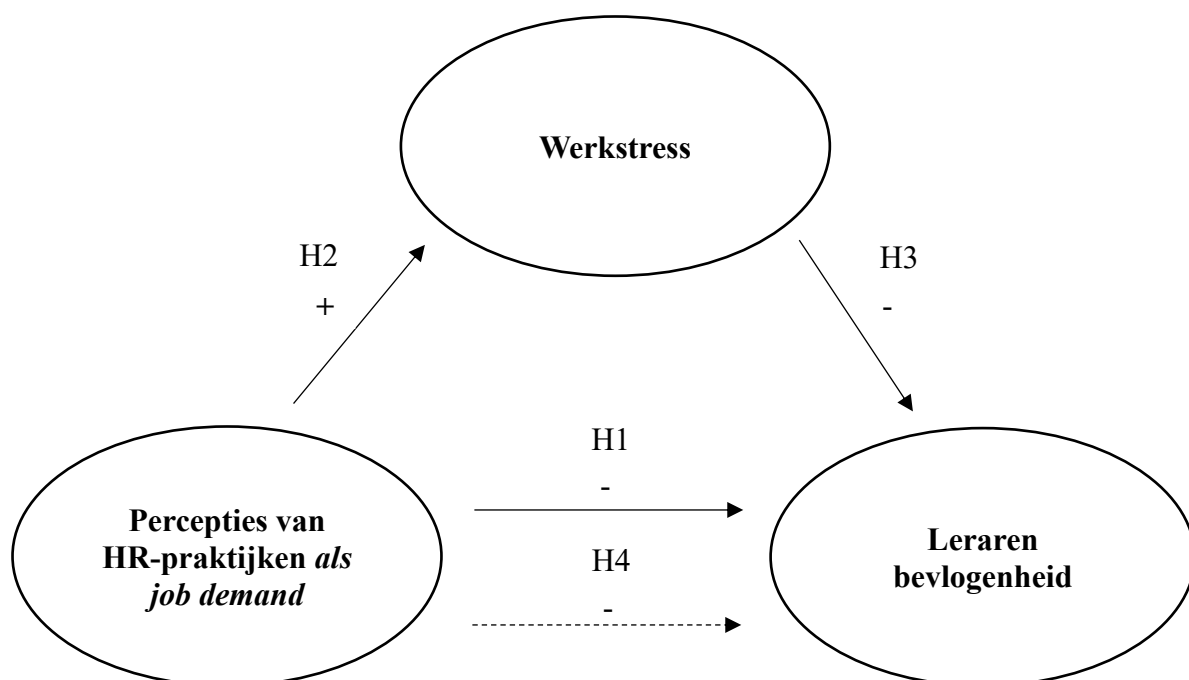 Werkstress
H2
+
H3
-
H1
-
Percepties van
HR-praktijken als
job demand
H4
-
Leraren
bevlogenheid